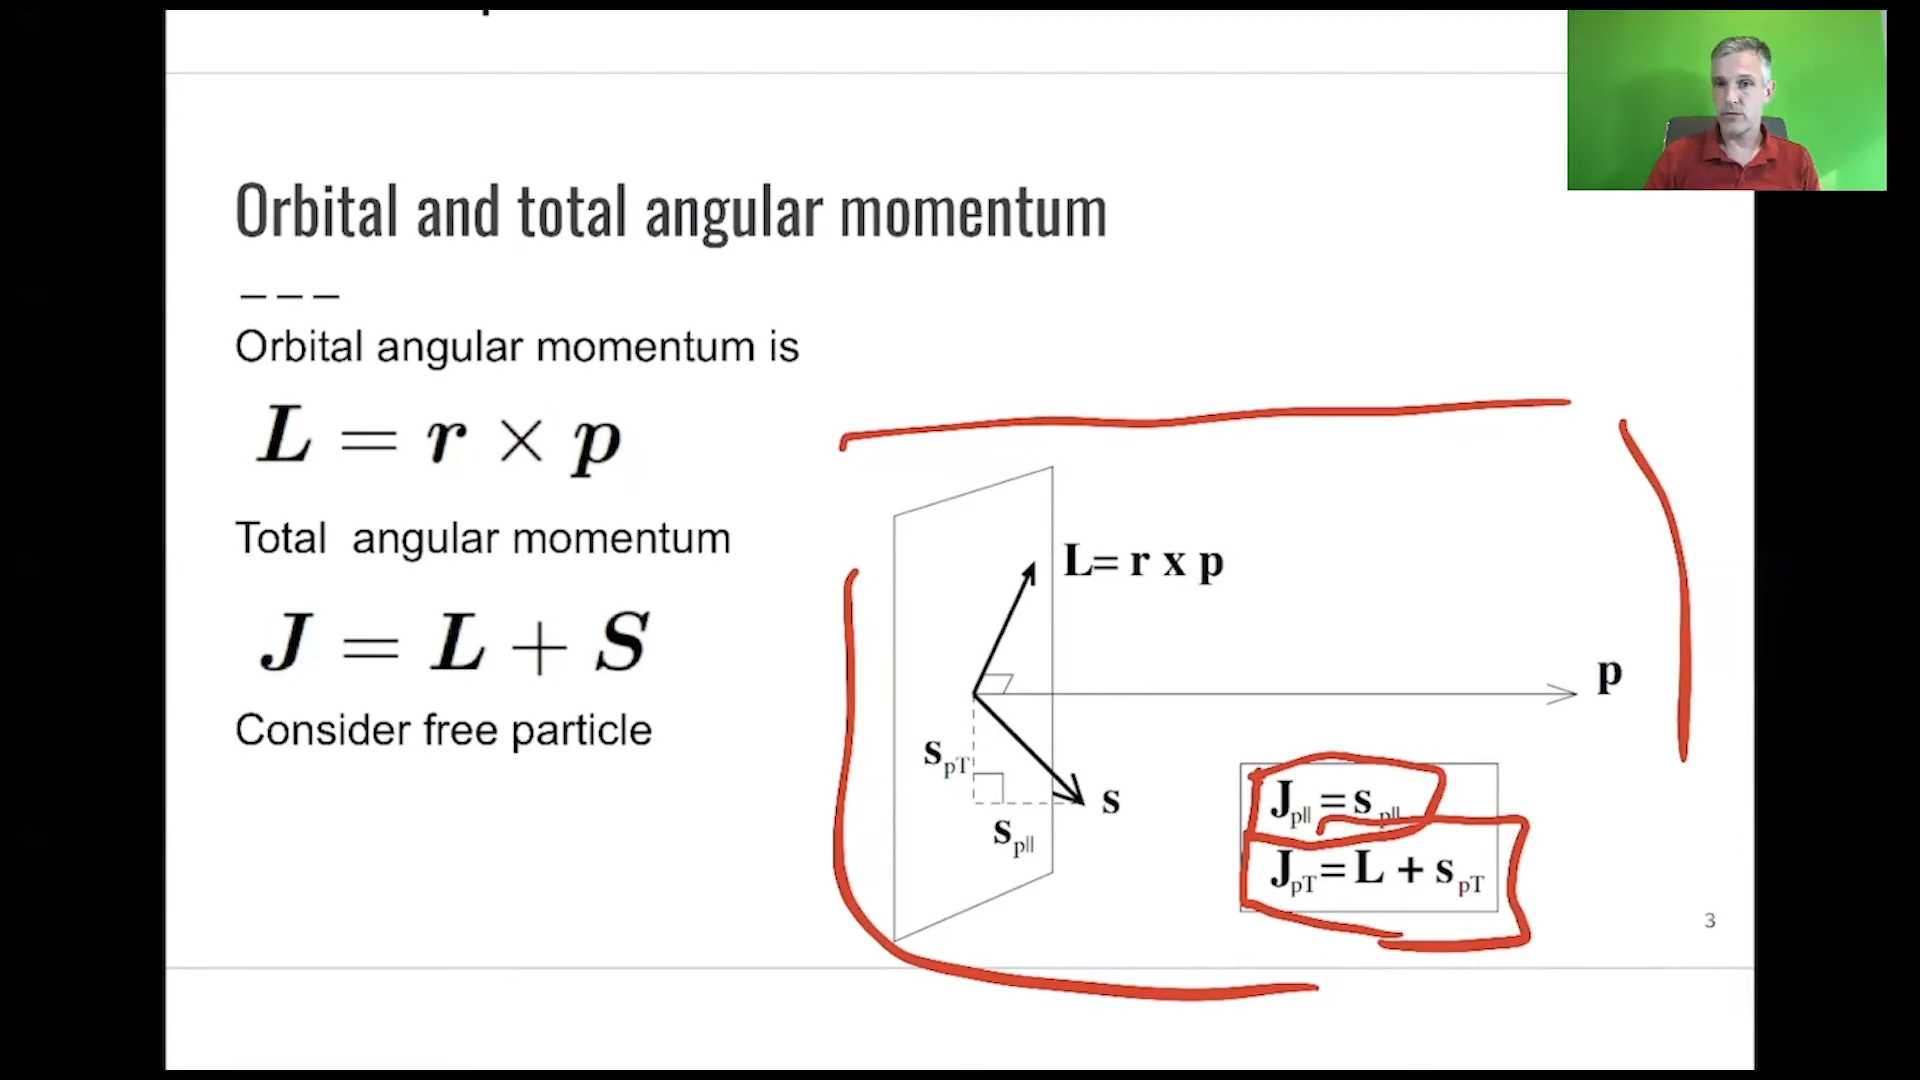 Orbital and total angular momentum
---
Orbital angular momentum is
L = r × p
Total angular momentum
J = L + S
Consider free particle
L= r x p
p
s_pT
s
s_p||
J_p|| = s_p||
J_pT = L + s_pT
3